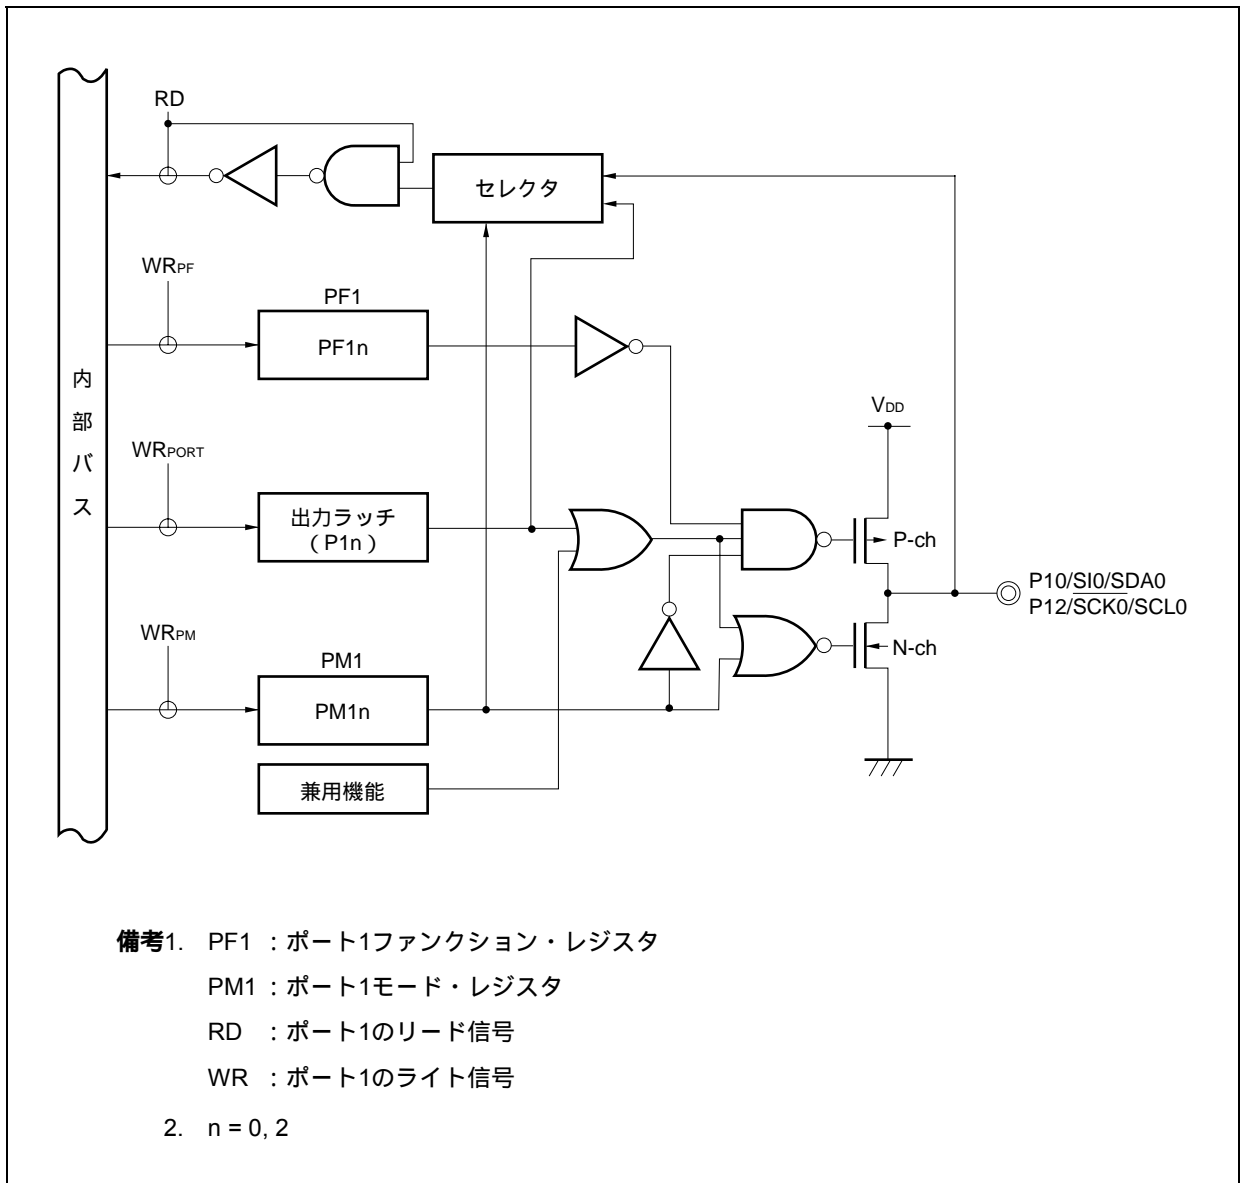 RD
セレクタ
WRPF
PF1
PF1n
内部バス
VDD
WRPORT
出力ラッチ
(P1n)
P-ch
P10/SI0/SDA0
P12/SCK0/SCL0
WRPM
N-ch
PM1
PM1n
兼用機能
備考1. PF1 :ポート1ファンクション・レジスタ
PM1 :ポート1モード・レジスタ
RD :ポート1のリード信号
WR :ポート1のライト信号
2. n = 0, 2